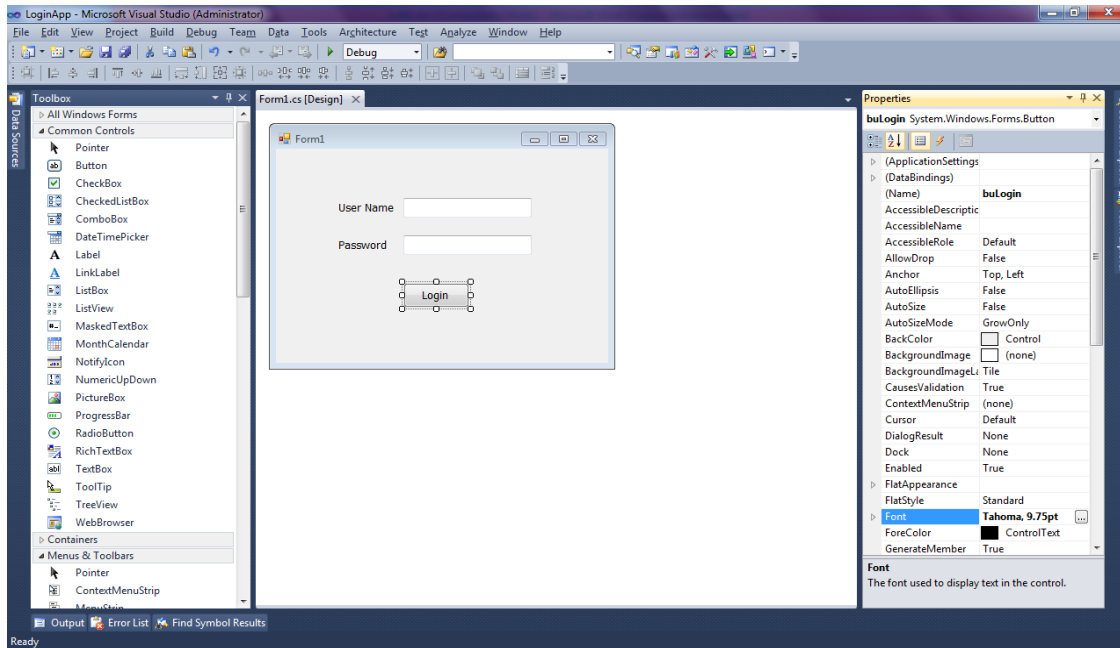 LoginApp - Microsoft Visual Studio (Administrator)
File Edit View Project Build Debug Team Data Tools Architecture Test Analyze Window Help
Debug
Data Sources
Toolbox
All Windows Forms
Common Controls
Pointer
Button
CheckBox
CheckedListBox
ComboBox
DateTimePicker
Label
LinkLabel
ListBox
ListView
MaskedTextBox
MonthCalendar
NotifyIcon
NumericUpDown
PictureBox
ProgressBar
RadioButton
RichTextBox
TextBox
ToolTip
TreeView
WebBrowser
Containers
Menus & Toolbars
Pointer
ContextMenuStrip
MenuStrip
Form1.cs [Design]
Form1
User Name
Password
Login
Properties
buLogin System.Windows.Forms.Button
(ApplicationSettings
(DataBindings)
(Name) buLogin
AccessibleDescriptic
AccessibleName
AccessibleRole Default
AllowDrop False
Anchor Top, Left
AutoEllipsis False
AutoSize False
AutoSizeMode GrowOnly
BackColor Control
BackgroundImage (none)
BackgroundImageLa Tile
CausesValidation True
ContextMenuStrip (none)
Cursor Default
DialogResult None
Dock None
Enabled True
FlatAppearance
FlatStyle Standard
Font Tahoma, 9.75pt ...
ForeColor ControlText
GenerateMember True
Font
The font used to display text in the control.
Output Error List Find Symbol Results
Ready